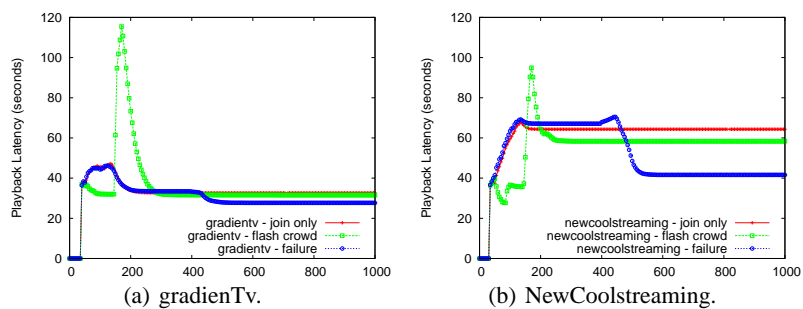 120
100
80
60
40
20
0
Playback Latency (seconds)
gradientv - join only
gradientv - flash crowd
gradientv - failure
0 200 400 600 800 1000
(a) gradienTv.
120
100
80
60
40
20
0
Playback Latency (seconds)
newcoolstreaming - join only
newcoolstreaming - flash crowd
newcoolstreaming - failure
0 200 400 600 800 1000
(b) NewCoolstreaming.